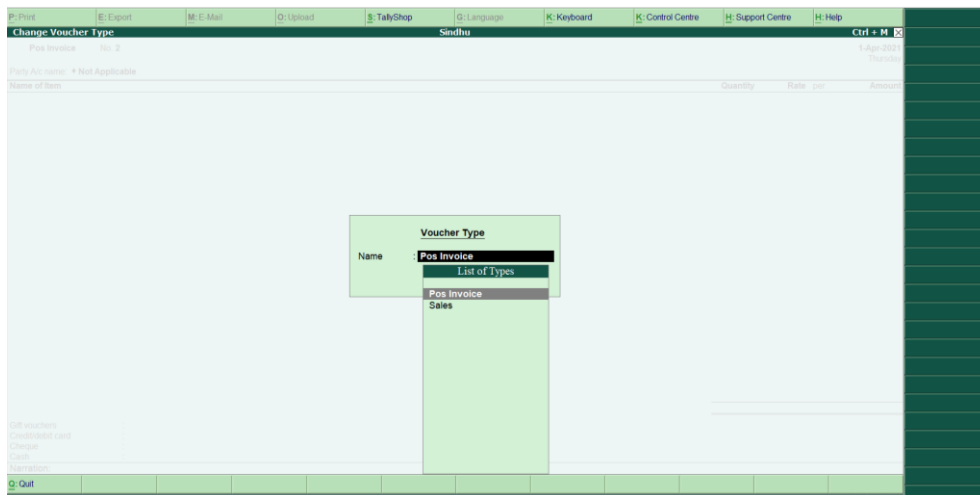 P: Print E: Export M: E-Mail O: Upload S: TallyShop G: Language K: Keyboard K: Control Centre H: Support Centre H: Help
Change Voucher Type Sindhu Ctrl + M
Pos Invoice No. 2 1-Apr-2021
Thursday
Party A/c name: ♦ Not Applicable
Name of Item Quantity Rate per Amount
Voucher Type
Name : Pos Invoice
List of Types
Pos Invoice
Sales
Gift vouchers
Credit/debit card
Cheque
Cash
Narration:
Q: Quit